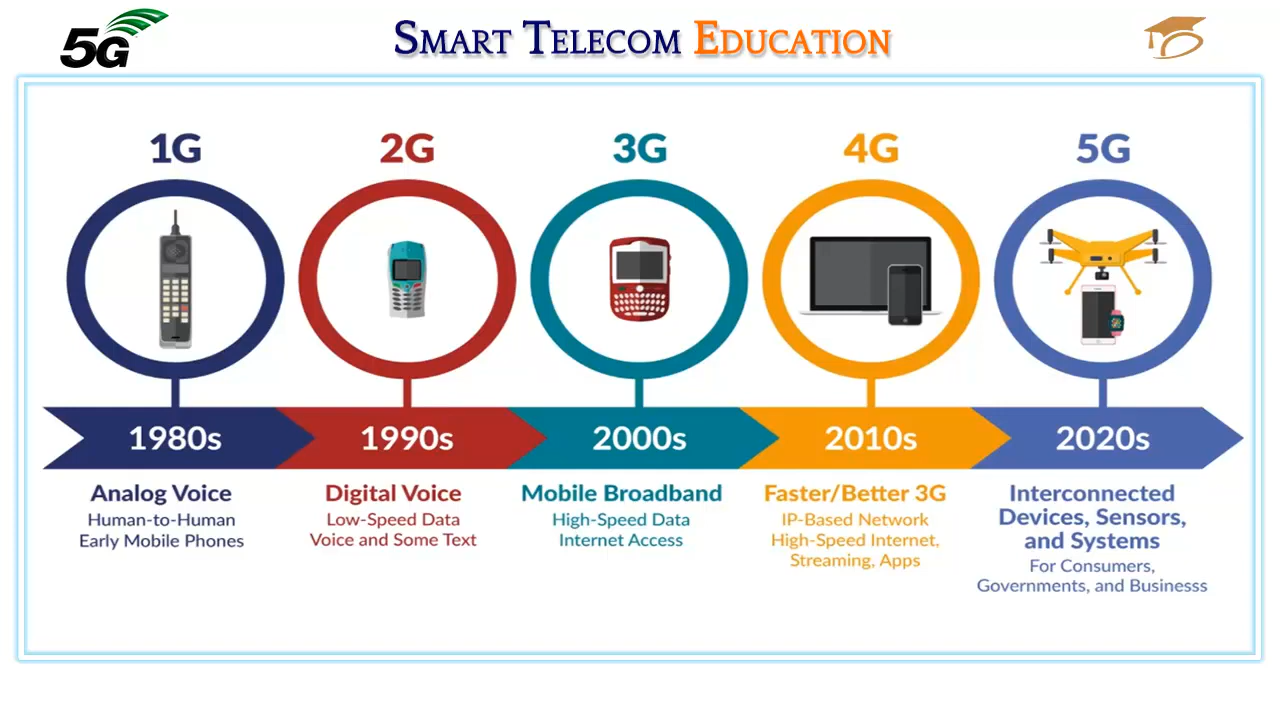 5G
SMART TELECOM EDUCATION
1G
2G
3G
4G
5G
1980s
1990s
2000s
2010s
2020s
Analog Voice
Human-to-Human
Early Mobile Phones
Digital Voice
Low-Speed Data
Voice and Some Text
Mobile Broadband
High-Speed Data
Internet Access
Faster/Better 3G
IP-Based Network
High-Speed Internet,
Streaming, Apps
Interconnected
Devices, Sensors,
and Systems
For Consumers,
Governments, and Businesss